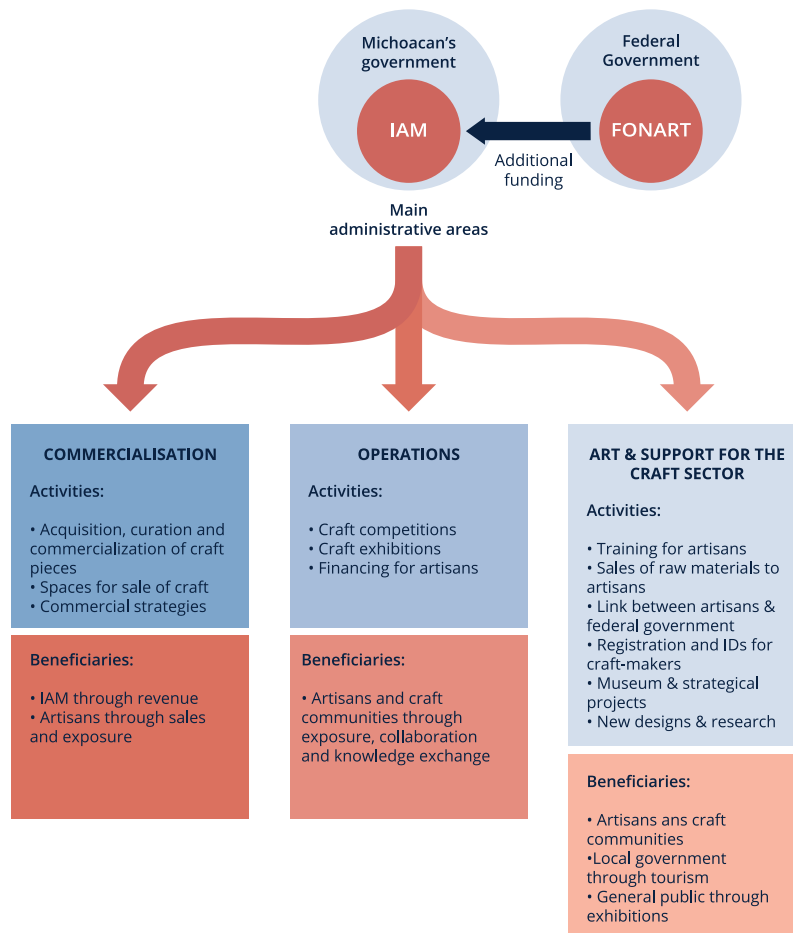 Michoacan's
government
IAM
Federal
Government
FONART
Additional
funding
Main
administrative areas
COMMERCIALISATION
Activities:
• Acquisition, curation and
commercialization of craft
pieces
• Spaces for sale of craft
• Commercial strategies
Beneficiaries:
• IAM through revenue
• Artisans through sales
and exposure
OPERATIONS
Activities:
• Craft competitions
• Craft exhibitions
• Financing for artisans
Beneficiaries:
• Artisans and craft
communities through
exposure, collaboration
and knowledge exchange
ART & SUPPORT FOR THE
CRAFT SECTOR
Activities:
• Training for artisans
• Sales of raw materials to
artisans
• Link between artisans &
federal government
• Registration and IDs for
craft-makers
• Museum & strategical
projects
• New designs & research
Beneficiaries:
• Artisans ans craft
communities
•Local government
through tourism
• General public through
exhibitions